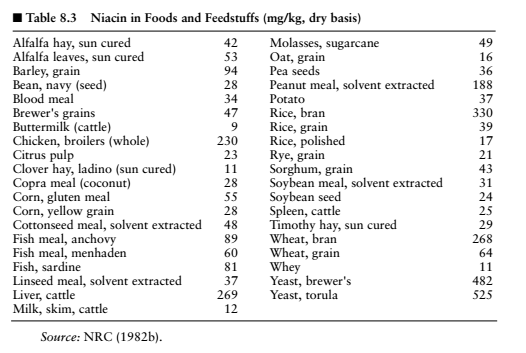 ■ Table 8.3 Niacin in Foods and Feedstuffs (mg/kg, dry basis)
Alfalfa hay, sun cured 42
Alfalfa leaves, sun cured 53
Barley, grain 94
Bean, navy (seed) 28
Blood meal 34
Brewer's grains 47
Buttermilk (cattle) 9
Chicken, broilers (whole) 230
Citrus pulp 23
Clover hay, ladino (sun cured) 11
Copra meal (coconut) 28
Corn, gluten meal 55
Corn, yellow grain 28
Cottonseed meal, solvent extracted 48
Fish meal, anchovy 89
Fish meal, menhaden 60
Fish, sardine 81
Linseed meal, solvent extracted 37
Liver, cattle 269
Milk, skim, cattle 12
Molasses, sugarcane 49
Oat, grain 16
Pea seeds 36
Peanut meal, solvent extracted 188
Potato 37
Rice, bran 330
Rice, grain 39
Rice, polished 17
Rye, grain 21
Sorghum, grain 43
Soybean meal, solvent extracted 31
Soybean seed 24
Spleen, cattle 25
Timothy hay, sun cured 29
Wheat, bran 268
Wheat, grain 64
Whey 11
Yeast, brewer's 482
Yeast, torula 525
Source: NRC (1982b).